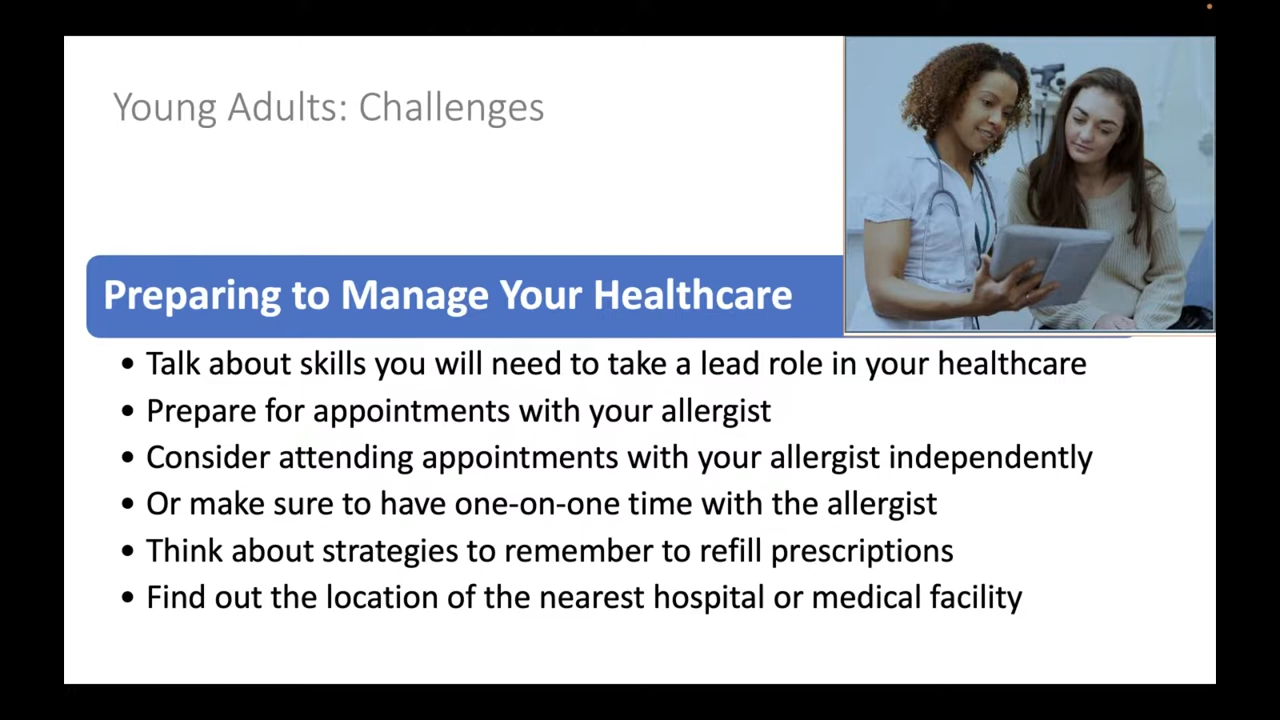 Young Adults: Challenges
Preparing to Manage Your Healthcare
• Talk about skills you will need to take a lead role in your healthcare
• Prepare for appointments with your allergist
• Consider attending appointments with your allergist independently
• Or make sure to have one-on-one time with the allergist
• Think about strategies to remember to refill prescriptions
• Find out the location of the nearest hospital or medical facility